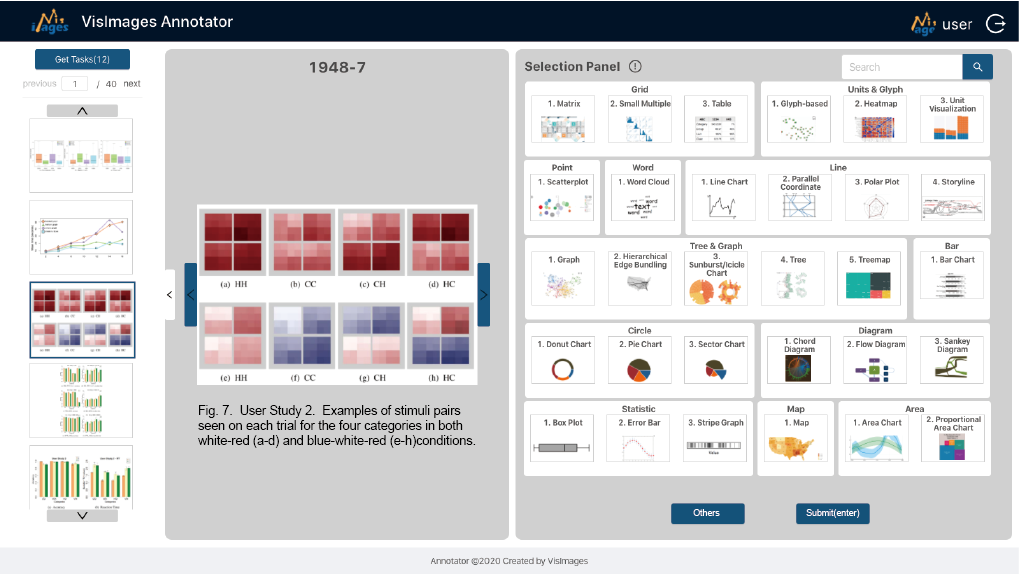 VisImages Annotator
user
Get Tasks(12)
previous 1 / 40 next
1948-7
(a) HH (b) CC (c) CH (d) HC
(e) HH (f) CC (g) CH (h) HC
Fig. 7. User Study 2. Examples of stimuli pairs
seen on each trial for the four categories in both
white-red (a-d) and blue-white-red (e-h)conditions.
Selection Panel
Search
Grid
1. Matrix
2. Small Multiple
3. Table
Units & Glyph
1. Glyph-based
2. Heatmap
3. Unit
Visualization
Point
1. Scatterplot
Word
1. Word Cloud
Line
1. Line Chart
2. Parallel
Coordinate
3. Polar Plot
4. Storyline
Tree & Graph
1. Graph
2. Hierarchical
Edge Bundling
3.
Sunburst/Icicle
Chart
4. Tree
5. Treemap
Bar
1. Bar Chart
Circle
1. Donut Chart
2. Pie Chart
3. Sector Chart
Diagram
1. Chord
Diagram
2. Flow Diagram
3. Sankey
Diagram
Statistic
1. Box Plot
2. Error Bar
3. Stripe Graph
Map
1. Map
Area
1. Area Chart
2. Proportional
Area Chart
Others
Submit(enter)
Annotator @2020 Created by VisImages